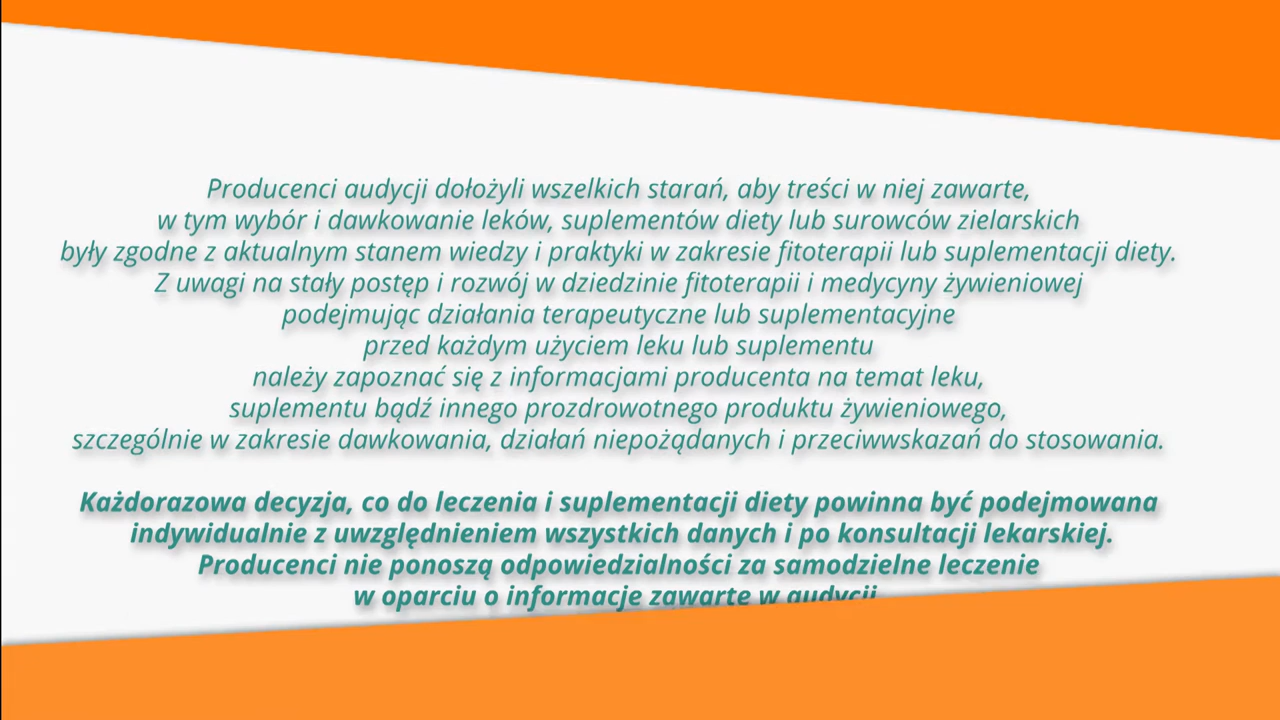 Producenci audycji dołożyli wszelkich starań, aby treści w niej zawarte,
w tym wybór i dawkowanie leków, suplementów diety lub surowców zielarskich
były zgodne z aktualnym stanem wiedzy i praktyki w zakresie fitoterapii lub suplementacji diety.
Z uwagi na stały postęp i rozwój w dziedzinie fitoterapii i medycyny żywieniowej
podejmując działania terapeutyczne lub suplementacyjne
przed każdym użyciem leku lub suplementu
należy zapoznać się z informacjami producenta na temat leku,
suplementu bądź innego prozdrowotnego produktu żywieniowego,
szczególnie w zakresie dawkowania, działań niepożądanych i przeciwwskazań do stosowania.
Każdorazowa decyzja, co do leczenia i suplementacji diety powinna być podejmowana
indywidualnie z uwzględnieniem wszystkich danych i po konsultacji lekarskiej.
Producenci nie ponoszą odpowiedzialności za samodzielne leczenie
w oparciu o informacje zawarte w audycji